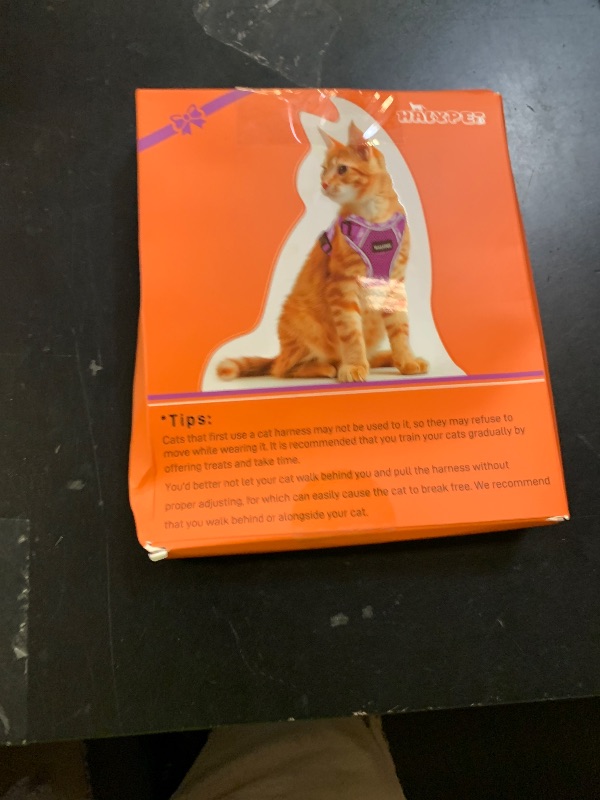 HALYPET
*Tips:
Cats that first use a cat harness may not be used to it, so they may refuse to
move while wearing it. It is recommended that you train your cats gradually by
offering treats and take time.
You'd better not let your cat walk behind you and pull the harness without
proper adjusting, for which can easily cause the cat to break free. We recommend
that you walk behind or alongside your cat.